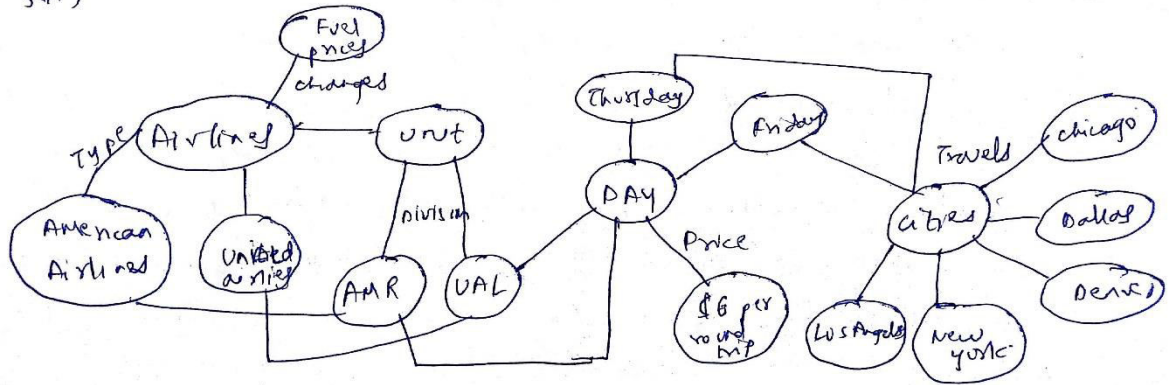 Fuel
prices
changes
Airlines
Type
unit
Thursday
Friday
chicago
Travels
DAY
American
Airlines
United
airlines
Division
AMR
UAL
Price
$6 per
round
trip
cities
Dallas
Denver
Los Angels
New
york